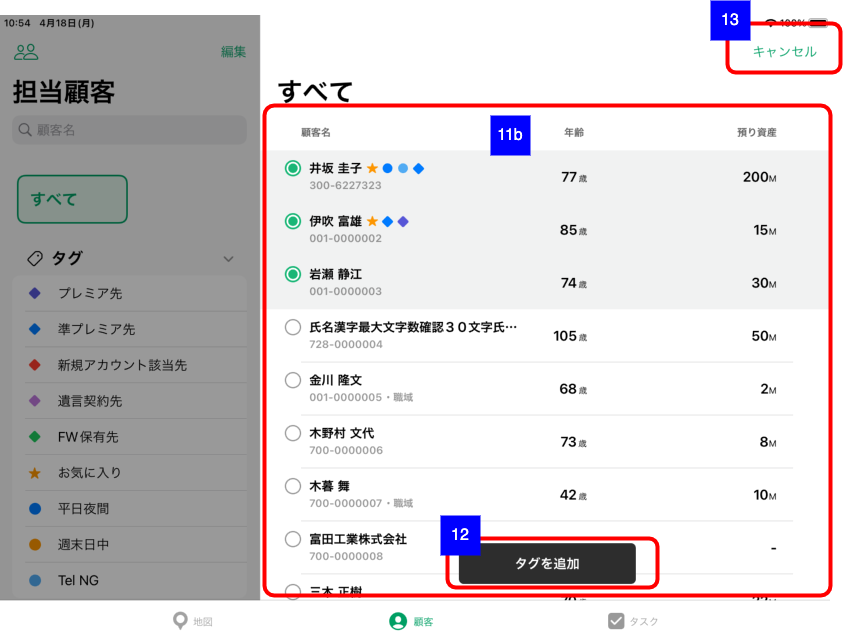 10:54 4月18日(月)
100%
編集
担当顧客
顧客名
すべて
タグ
プレミア先
準プレミア先
新規アカウント該当先
遺言契約先
FW保有先
お気に入り
平日夜間
週末日中
Tel NG
13
キャンセル
すべて
11b
顧客名 年齢 預り資産
井坂 圭子 77歳 200M
300-6227323
伊吹 富雄 85歳 15M
001-0000002
岩瀬 静江 74歳 30M
001-0000003
氏名漢字最大文字数確認30文字氏… 105歳 50M
728-0000004
金川 隆文 68歳 2M
001-0000005・職域
木野村 文代 73歳 8M
700-0000006
木暮 舞 42歳 10M
700-0000007・職域
富田工業株式会社 -
700-0000008
12
タグを追加
三木 正樹
地図
顧客
タスク